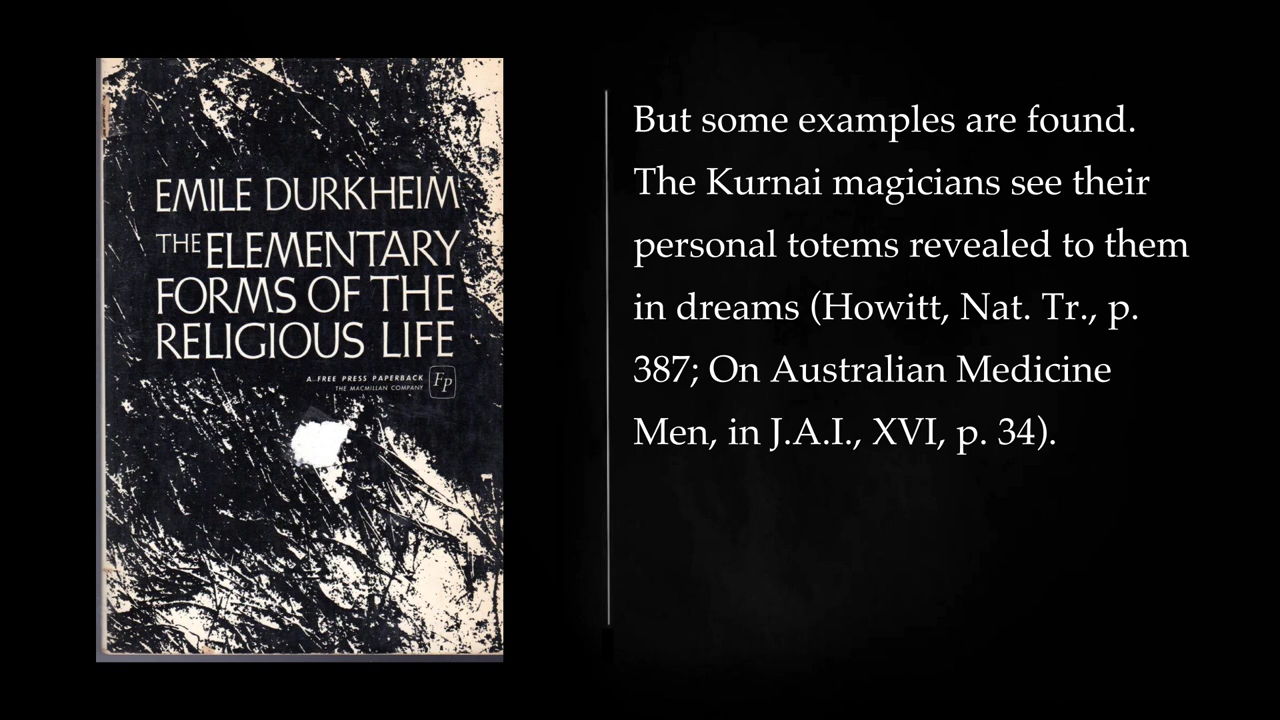 EMILE DURKHEIM
THE ELEMENTARY
FORMS OF THE
RELIGIOUS LIFE
A FREE PRESS PAPERBACK
THE MACMILLAN COMPANY
Fp
But some examples are found.
The Kurnai magicians see their
personal totems revealed to them
in dreams (Howitt, Nat. Tr., p.
387; On Australian Medicine
Men, in J.A.I., XVI, p. 34).